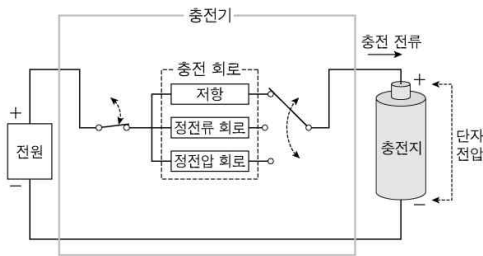 충전기
충전 전류
충전 회로
저항
정전류 회로
정전압 회로
+
전원
−
+
충전지
−
단자
전압